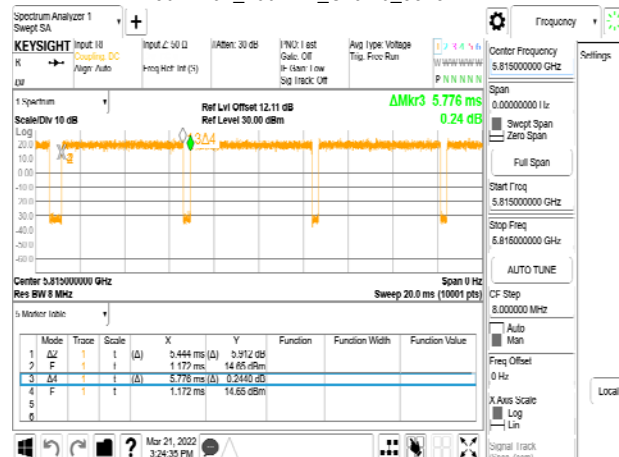 Spectrum Analyzer 1
Swept SA
+
Frequency
KEYSIGHT
Input: RF
Coupling: DC
Align: Auto
Input Z: 50 Ω
Freq Ref: Int (S)
#Atten: 30 dB
PNO: Fast
Gate: Off
IF Gain: Low
Sig Track: Off
Avg Type: Voltage
Trig: Free Run
1 2 3 4 5 6
W W W W W W
P N N N N N
Center Frequency
5.815000000 GHz
Settings
1 Spectrum
Scale/Div 10 dB
Ref Lvl Offset 12.11 dB
Ref Level 30.00 dBm
ΔMkr3 5.776 ms
0.24 dB
Span
0.00000000 Hz
Swept Span
Zero Span
Full Span
Start Freq
5.815000000 GHz
Stop Freq
5.815000000 GHz
AUTO TUNE
CF Step
8.000000 MHz
Auto
Man
Freq Offset
0 Hz
X Axis Scale
Log
Lin
Signal Track
Local
Log
20.0
10.0
0.00
-10.0
-20.0
-30.0
-40.0
-50.0
-60.0
3Δ4
Center 5.815000000 GHz
Res BW 8 MHz
Span 0 Hz
Sweep 20.0 ms (10001 pts)
5 Marker Table
Mode Trace Scale X Y Function Function Width Function Value
1 Δ2 1 t (Δ) 5.444 ms (Δ) 5.912 dB
2 F 1 t 1.172 ms 14.65 dBm
3 Δ4 1 t (Δ) 5.776 ms (Δ) 0.2440 dB
4 F 1 t 1.172 ms 14.65 dBm
5
6
?
Mar 21, 2022
3:24:35 PM